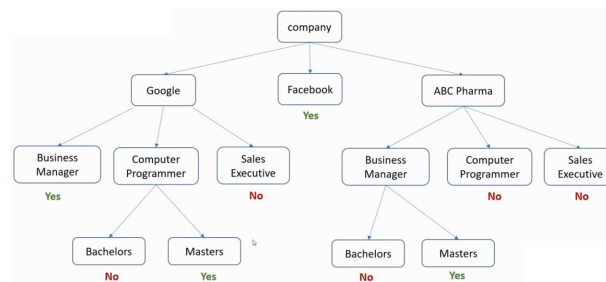 company
Google
Facebook
ABC Pharma
Yes
Business
Manager
Computer
Programmer
Sales
Executive
Business
Manager
Computer
Programmer
Sales
Executive
Yes
No
No
No
Bachelors
Masters
Bachelors
Masters
No
Yes
No
Yes